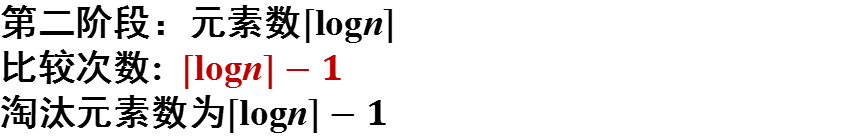 第二阶段：元素数⌈logn⌉
比较次数: ⌈logn⌉ − 1
淘汰元素数为⌈logn⌉ − 1